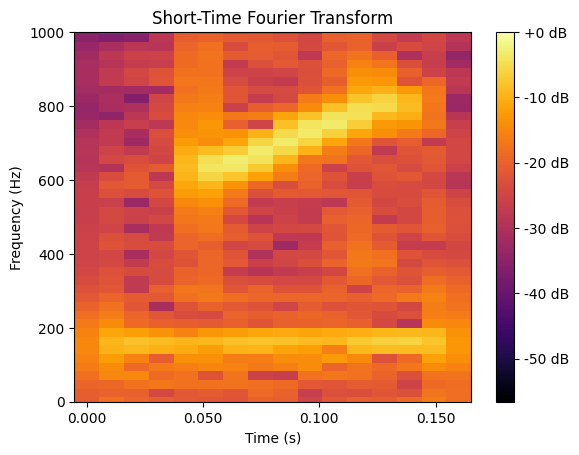 Short-Time Fourier Transform
1000
800
600
400
200
0
Frequency (Hz)
0.000
0.050
0.100
0.150
Time (s)
+0 dB
-10 dB
-20 dB
-30 dB
-40 dB
-50 dB